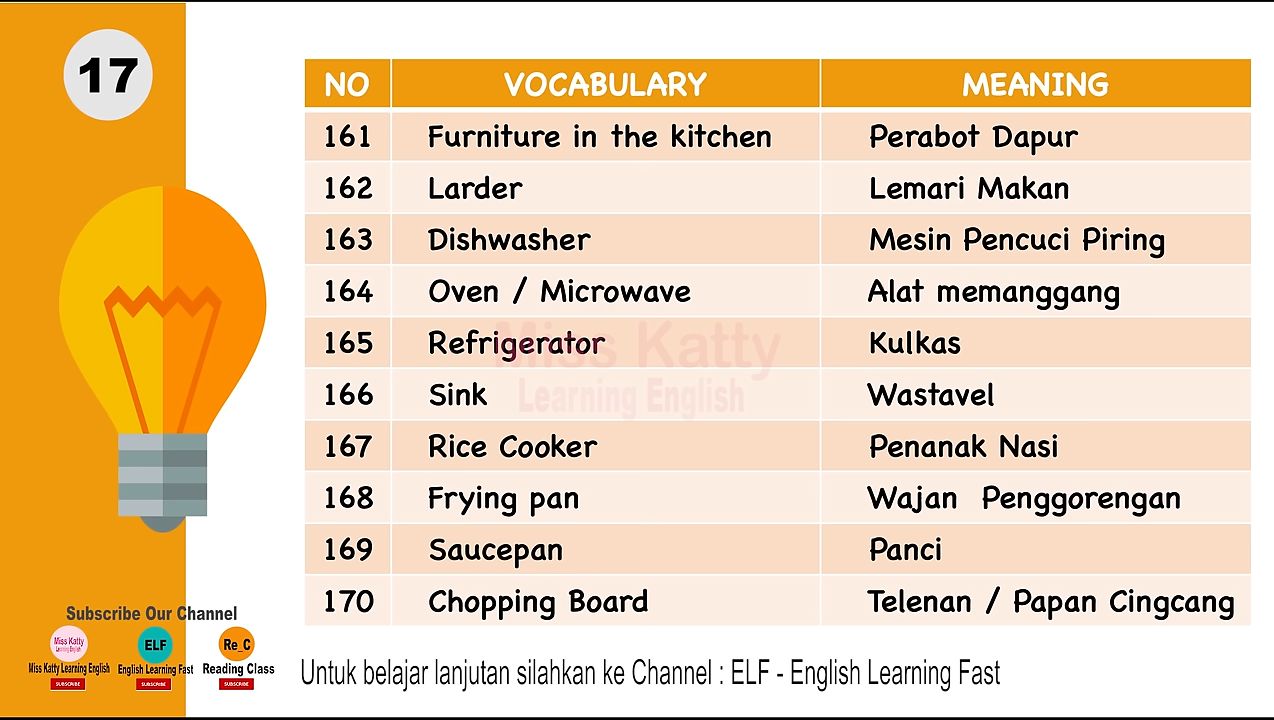 17
NO VOCABULARY MEANING
161 Furniture in the kitchen Perabot Dapur
162 Larder Lemari Makan
163 Dishwasher Mesin Pencuci Piring
164 Oven / Microwave Alat memanggang
165 Refrigerator Kulkas
166 Sink Wastavel
167 Rice Cooker Penanak Nasi
168 Frying pan Wajan Penggorengan
169 Saucepan Panci
170 Chopping Board Telenan / Papan Cingcang
Miss Katty
Learning English
Subscribe Our Channel
Miss Katty
Learning English
ELF
Re_C
Miss Katty Learning English
English Learning Fast
Reading Class
SUBSCRIBE
SUBSCRIBE
SUBSCRIBE
Untuk belajar lanjutan silahkan ke Channel : ELF - English Learning Fast